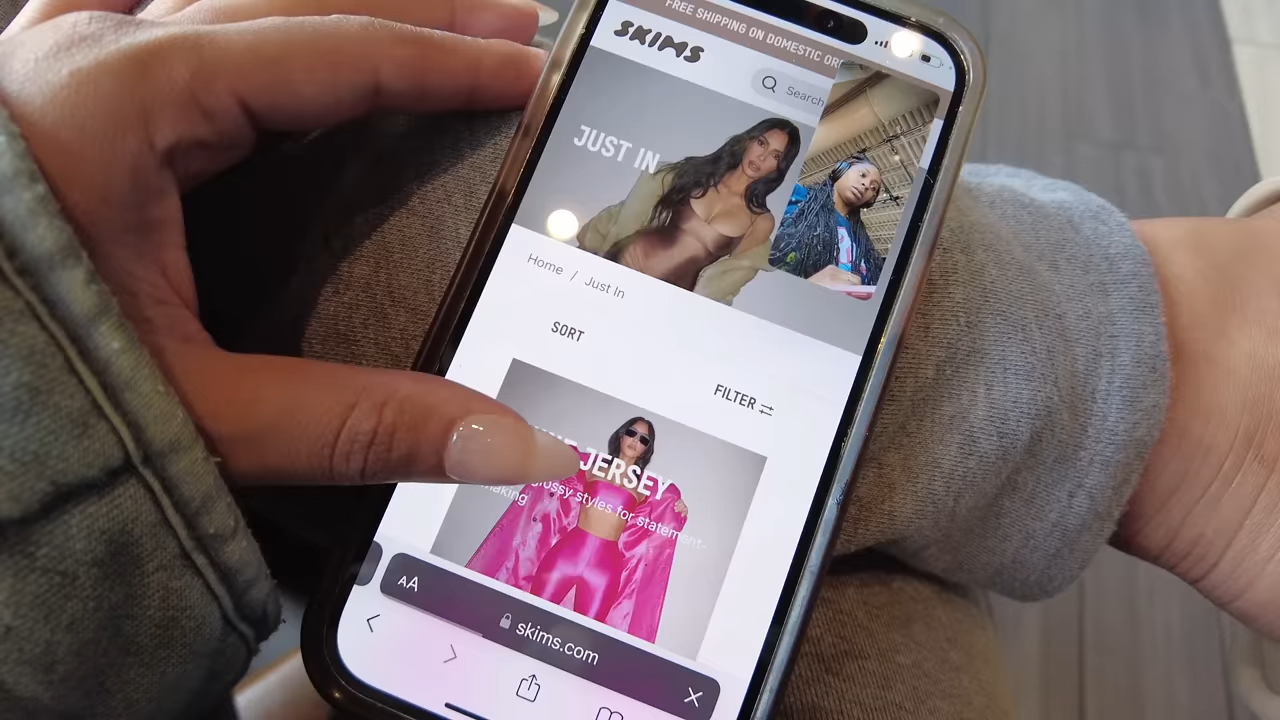 FREE SHIPPING ON DOMESTIC
SKIMS
Search
JUST IN
Home / Just In
SORT
FILTER
JERSEY
glossy styles for statement-
making
AA
skims.com